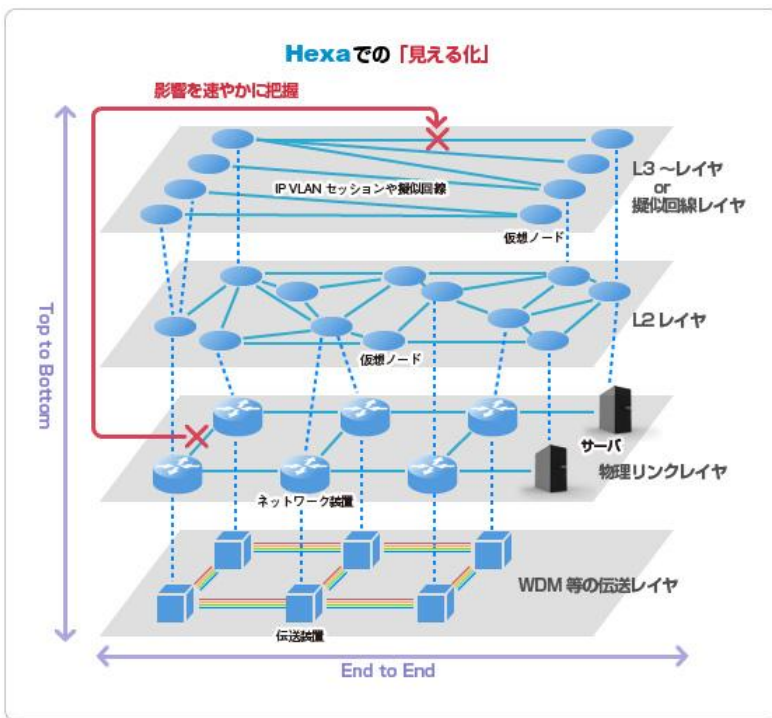 Hexaでの「見える化」
影響を速やかに把握
L3～レイヤ
or
擬似回線レイヤ
IP VLAN セッションや擬似回線
仮想ノード
Top to Bottom
L2 レイヤ
仮想ノード
サーバ
物理リンクレイヤ
ネットワーク装置
WDM 等の伝送レイヤ
伝送装置
End to End